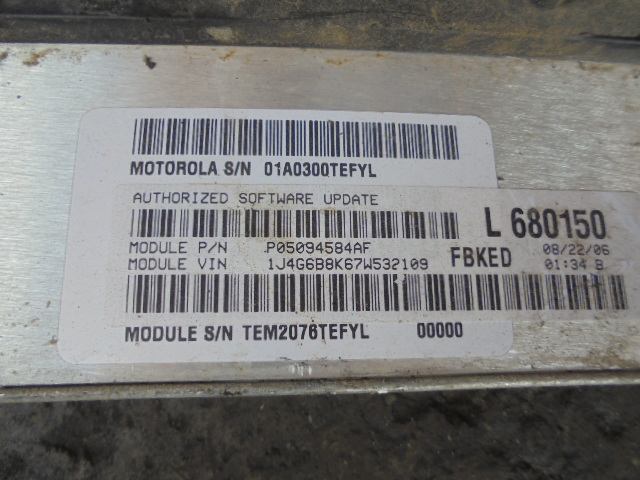 MOTOROLA S/N 01A0300TEFYL
AUTHORIZED SOFTWARE UPDATE
L 680150
MODULE P/N P05094584AF
MODULE VIN 1J4G6B8K67W532109
FBKED
08/22/06
01:34 B
MODULE S/N TEM2076TEFYL 00000